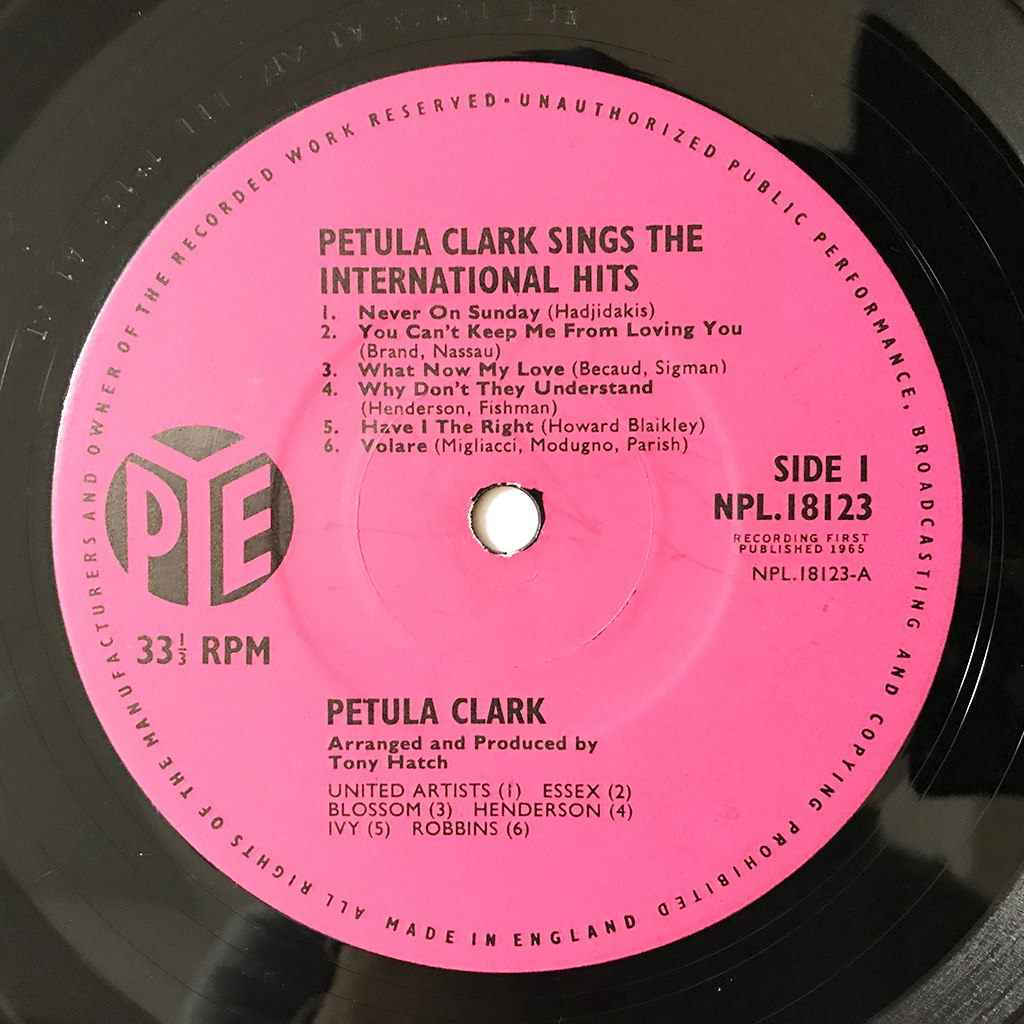 ALL RIGHTS OF THE MANUFACTURERS AND OWNER OF THE RECORDED WORK RESERVED · UNAUTHORIZED PUBLIC PERFORMANCE, BROADCASTING AND COPYING PROHIBITED
PETULA CLARK SINGS THE
INTERNATIONAL HITS
1. Never On Sunday (Hadjidakis)
2. You Can't Keep Me From Loving You
(Brand, Nassau)
3. What Now My Love (Becaud, Sigman)
4. Why Don't They Understand
(Henderson, Fishman)
5. Have I The Right (Howard Blaikley)
6. Volare (Migliacci, Modugno, Parish)
PYE
33⅓ RPM
SIDE 1
NPL.18123
RECORDING FIRST
PUBLISHED 1965
NPL.18123-A
PETULA CLARK
Arranged and Produced by
Tony Hatch
UNITED ARTISTS (1) ESSEX (2)
BLOSSOM (3) HENDERSON (4)
IVY (5) ROBBINS (6)
MADE IN ENGLAND